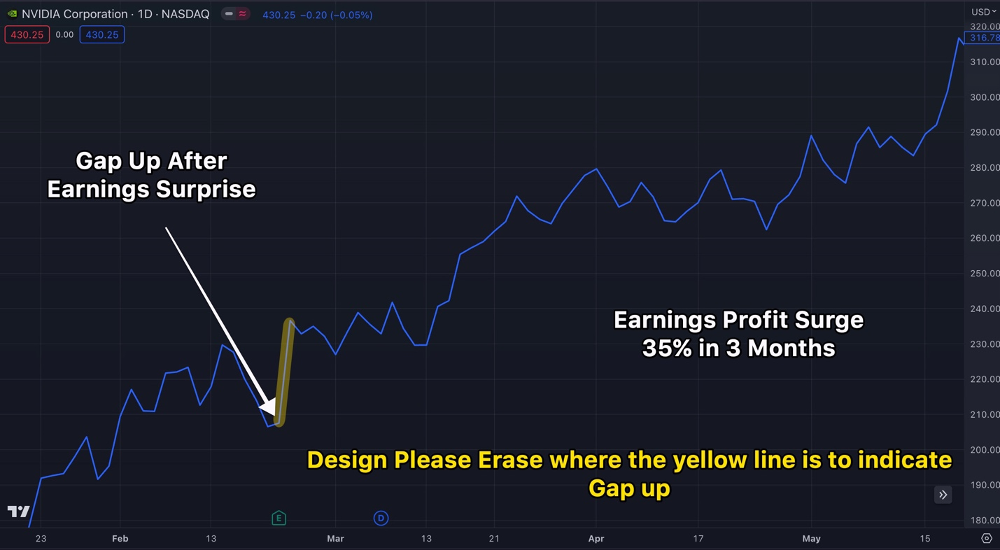 NVIDIA Corporation · 1D · NASDAQ 430.25 −0.20 (−0.05%)
USD
430.25 0.00 430.25
320.00
316.78
310.00
300.00
290.00
280.00
270.00
260.00
250.00
240.00
230.00
220.00
210.00
200.00
190.00
180.00
Gap Up After
Earnings Surprise
Earnings Profit Surge
35% in 3 Months
Design Please Erase where the yellow line is to indicate
Gap up
E D
23 Feb 13 Mar 13 21 Apr 17 May 15